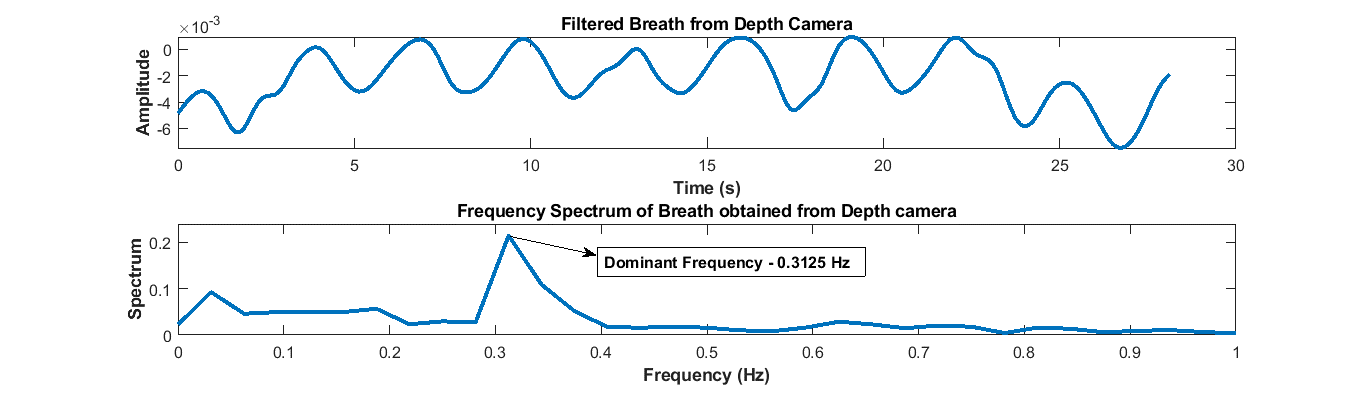 Filtered Breath from Depth Camera
×10⁻³
0
-2
-4
-6
Amplitude
0 5 10 15 20 25 30
Time (s)
Frequency Spectrum of Breath obtained from Depth camera
0.2
0.1
0
Spectrum
Dominant Frequency - 0.3125 Hz
0 0.1 0.2 0.3 0.4 0.5 0.6 0.7 0.8 0.9 1
Frequency (Hz)